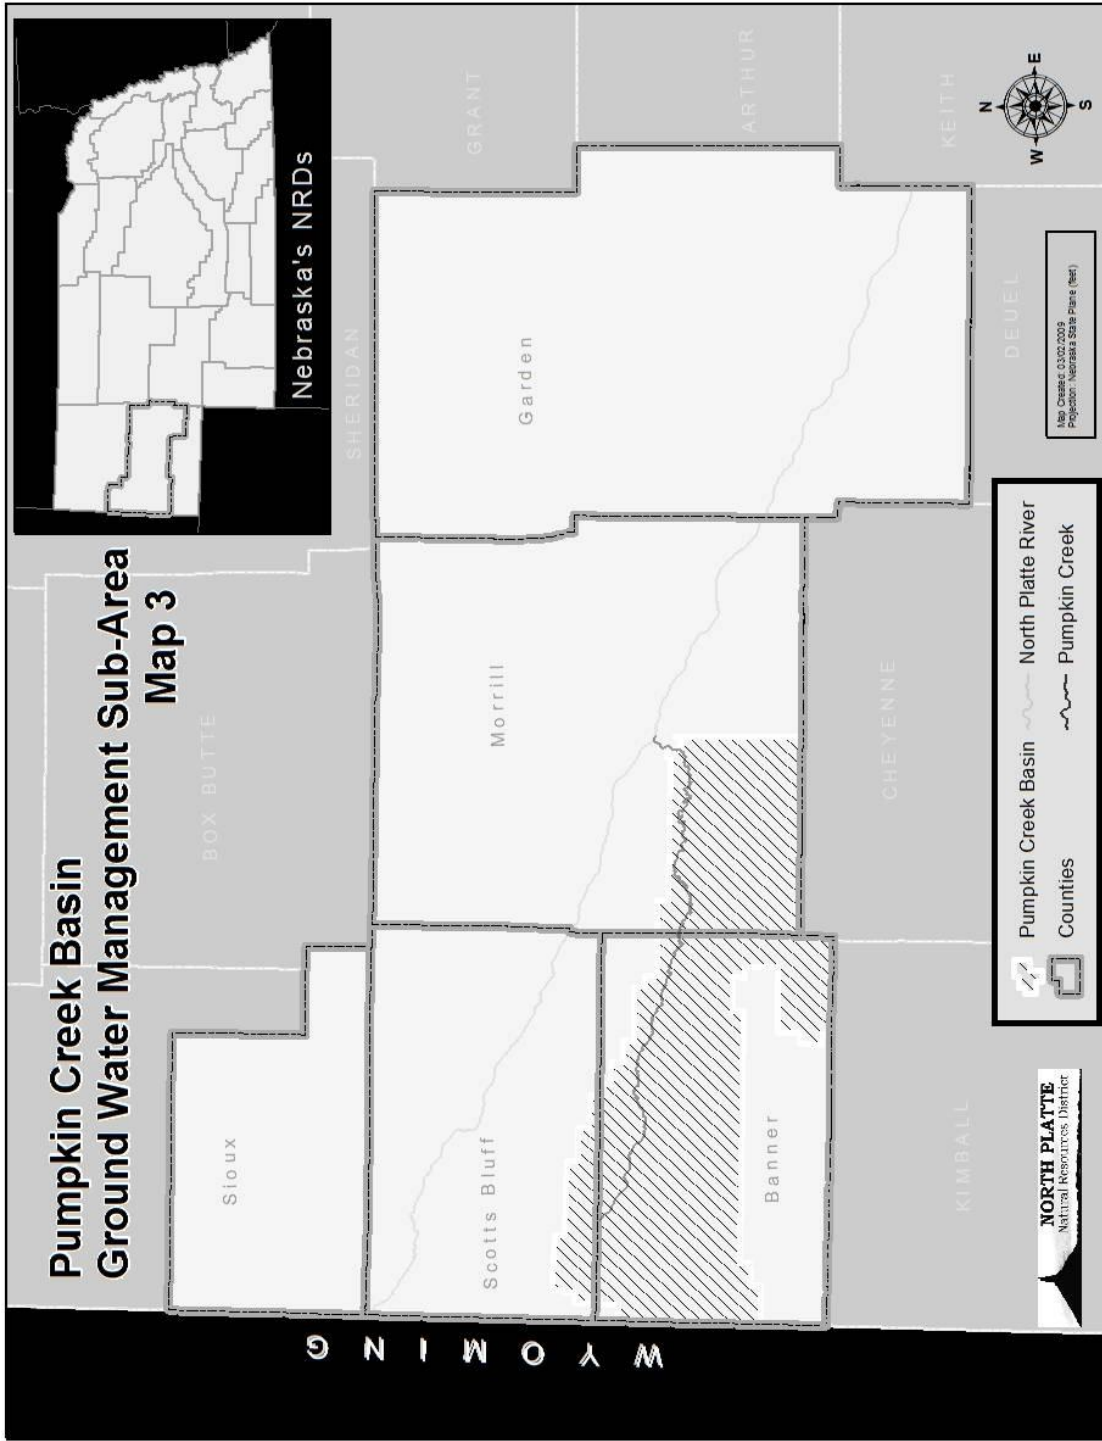 Pumpkin Creek Basin
Ground Water Management Sub-Area
Map 3
Nebraska's NRDs
WYOMING
SHERIDAN
GRANT
ARTHUR
KEITH
DEUEL
BOX BUTTE
CHEYENNE
KIMBALL
Sioux
Scotts Bluff
Banner
Morrill
Garden
N
W
E
S
Map Created: 03/02/2009
Projection: Nebraska State Plane (feet)
Pumpkin Creek Basin
North Platte River
Counties
Pumpkin Creek
NORTH PLATTE
Natural Resources District